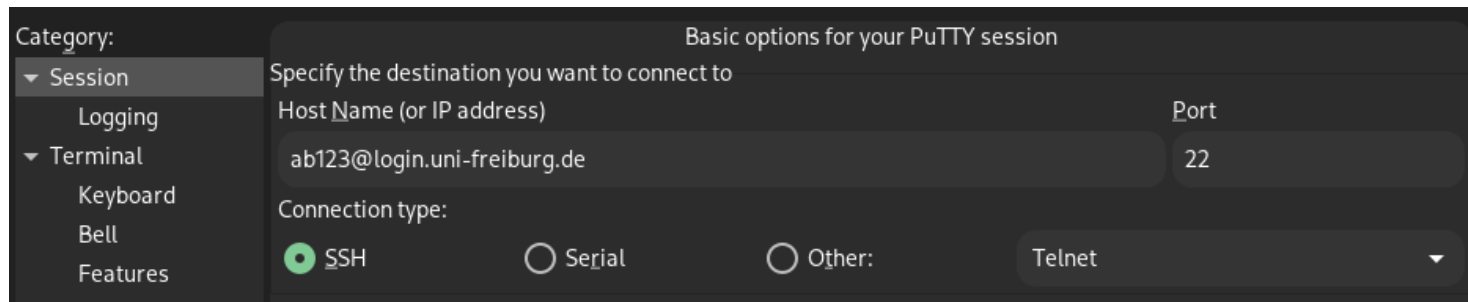 Category:
Session
Logging
Terminal
Keyboard
Bell
Features
Basic options for your PuTTY session
Specify the destination you want to connect to
Host Name (or IP address)
Port
ab123@login.uni-freiburg.de
22
Connection type:
SSH
Serial
Other:
Telnet